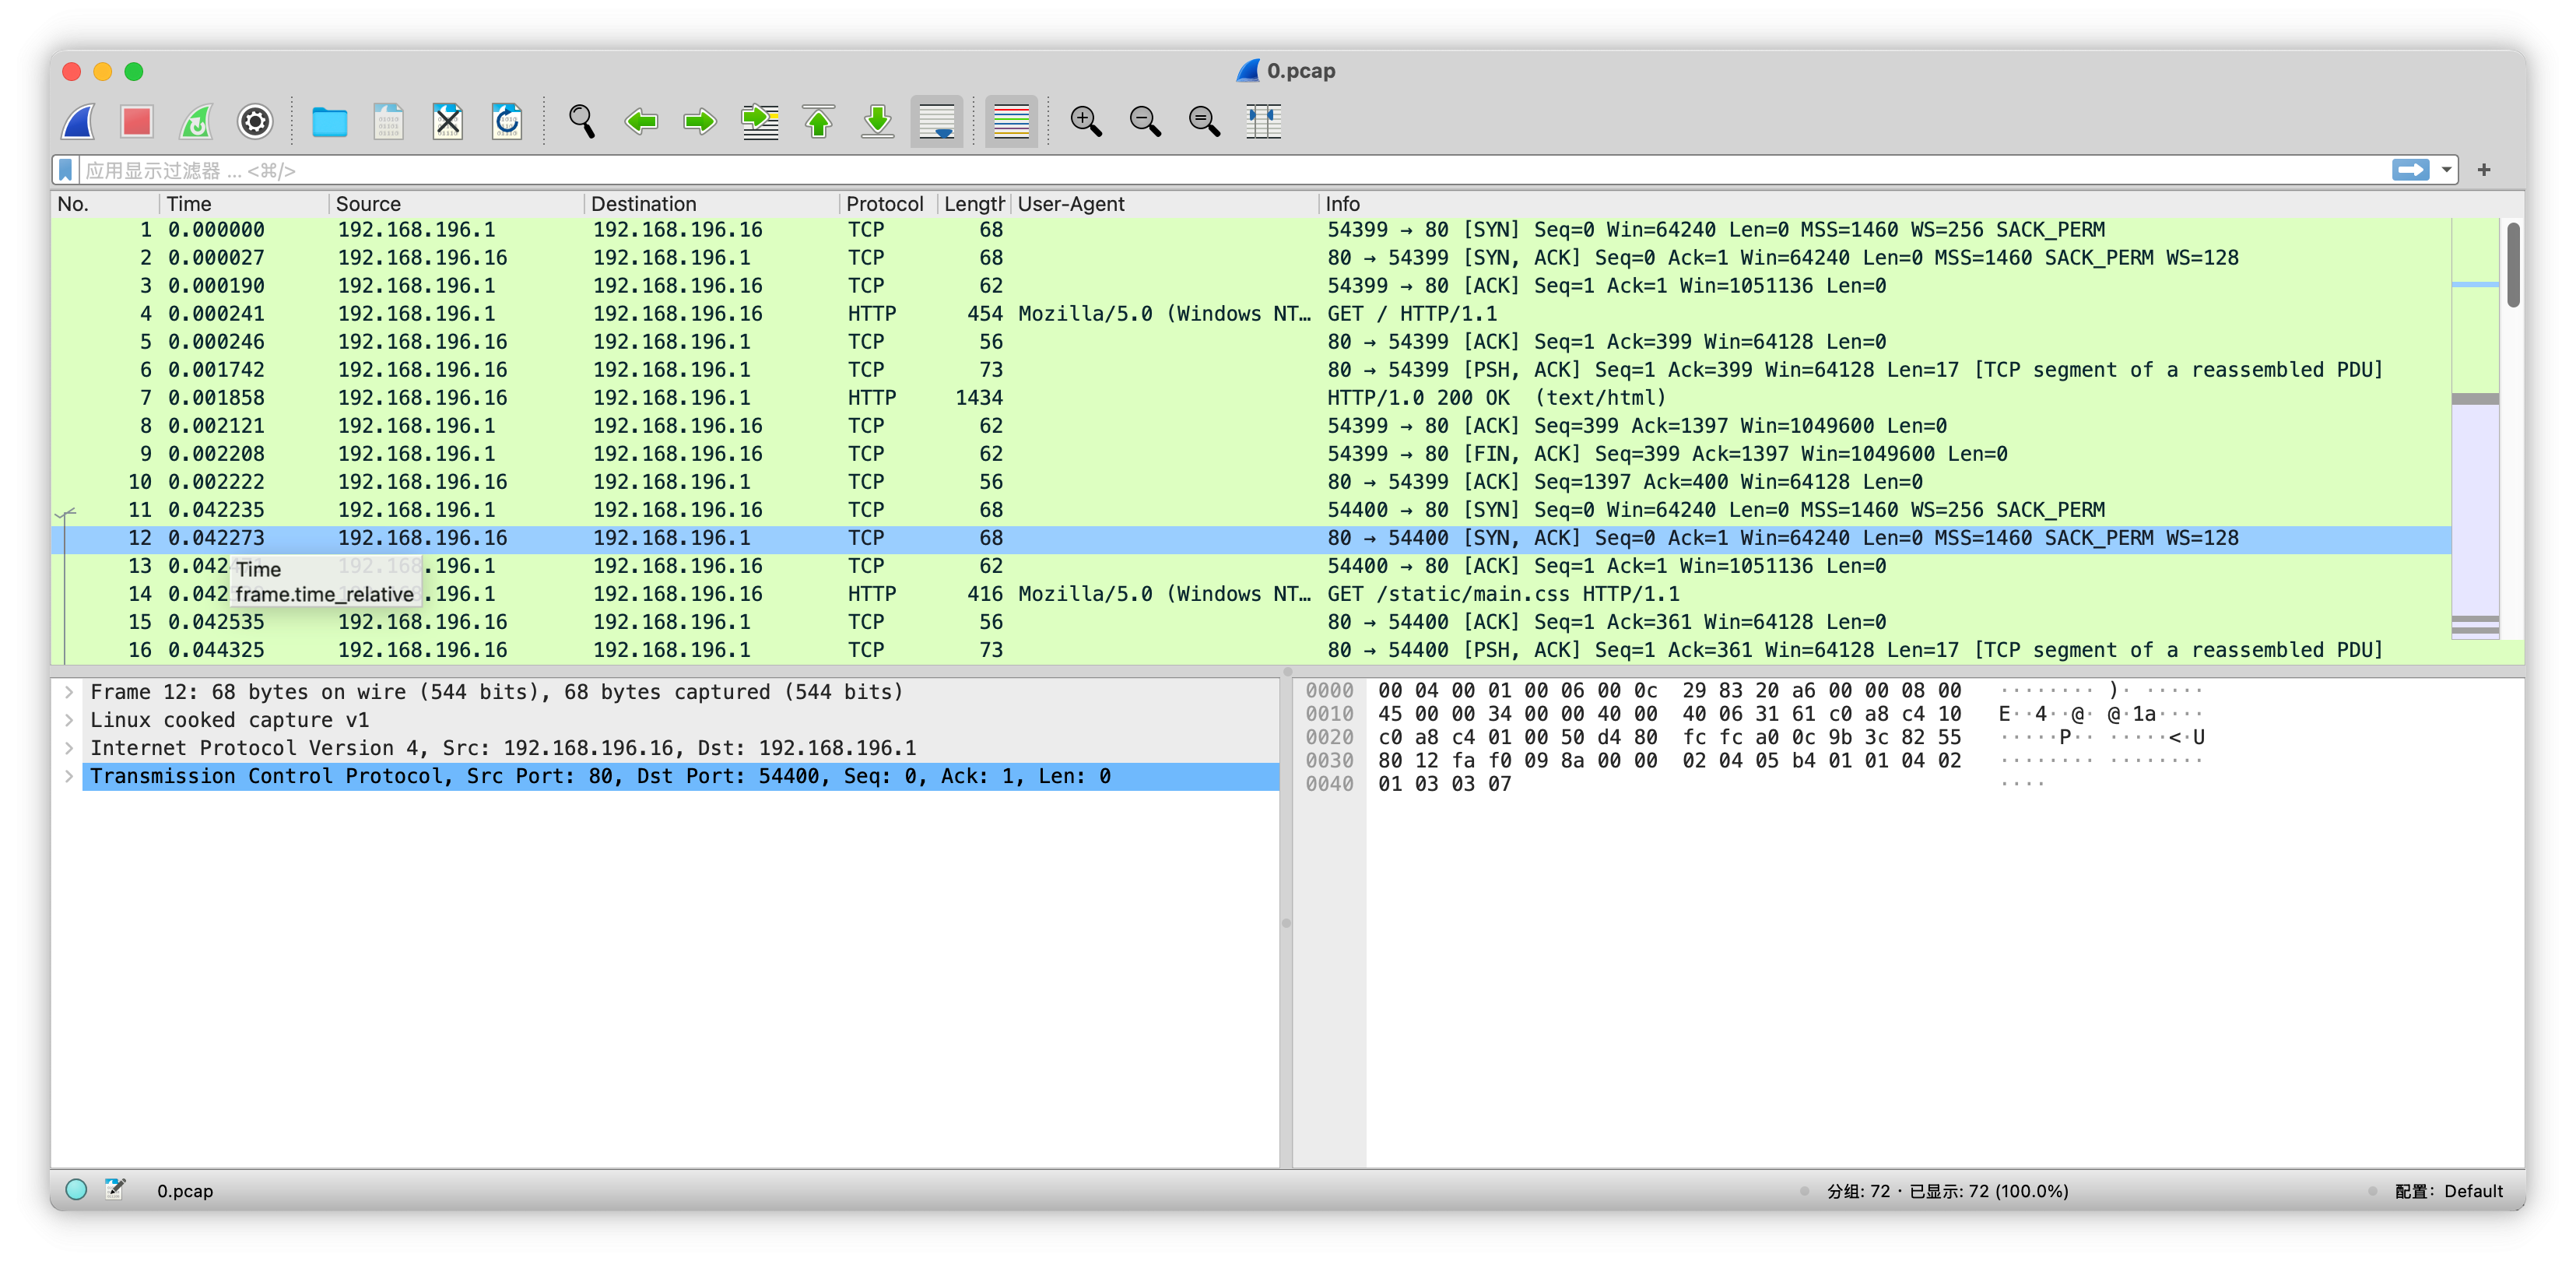 0.pcap
应用显示过滤器 ... <⌘/>
No. Time Source Destination Protocol Length User-Agent Info
1 0.000000 192.168.196.1 192.168.196.16 TCP 68 54399 → 80 [SYN] Seq=0 Win=64240 Len=0 MSS=1460 WS=256 SACK_PERM
2 0.000027 192.168.196.16 192.168.196.1 TCP 68 80 → 54399 [SYN, ACK] Seq=0 Ack=1 Win=64240 Len=0 MSS=1460 SACK_PERM WS=128
3 0.000190 192.168.196.1 192.168.196.16 TCP 62 54399 → 80 [ACK] Seq=1 Ack=1 Win=1051136 Len=0
4 0.000241 192.168.196.1 192.168.196.16 HTTP 454 Mozilla/5.0 (Windows NT… GET / HTTP/1.1
5 0.000246 192.168.196.16 192.168.196.1 TCP 56 80 → 54399 [ACK] Seq=1 Ack=399 Win=64128 Len=0
6 0.001742 192.168.196.16 192.168.196.1 TCP 73 80 → 54399 [PSH, ACK] Seq=1 Ack=399 Win=64128 Len=17 [TCP segment of a reassembled PDU]
7 0.001858 192.168.196.16 192.168.196.1 HTTP 1434 HTTP/1.0 200 OK  (text/html)
8 0.002121 192.168.196.1 192.168.196.16 TCP 62 54399 → 80 [ACK] Seq=399 Ack=1397 Win=1049600 Len=0
9 0.002208 192.168.196.1 192.168.196.16 TCP 62 54399 → 80 [FIN, ACK] Seq=399 Ack=1397 Win=1049600 Len=0
10 0.002222 192.168.196.16 192.168.196.1 TCP 56 80 → 54399 [ACK] Seq=1397 Ack=400 Win=64128 Len=0
11 0.042235 192.168.196.1 192.168.196.16 TCP 68 54400 → 80 [SYN] Seq=0 Win=64240 Len=0 MSS=1460 WS=256 SACK_PERM
12 0.042273 192.168.196.16 192.168.196.1 TCP 68 80 → 54400 [SYN, ACK] Seq=0 Ack=1 Win=64240 Len=0 MSS=1460 SACK_PERM WS=128
13 0.042 192.168.196.1 192.168.196.16 TCP 62 54400 → 80 [ACK] Seq=1 Ack=1 Win=1051136 Len=0
Time
14 0.042 .196.1 192.168.196.16 HTTP 416 Mozilla/5.0 (Windows NT… GET /static/main.css HTTP/1.1
frame.time_relative
15 0.042535 192.168.196.16 192.168.196.1 TCP 56 80 → 54400 [ACK] Seq=1 Ack=361 Win=64128 Len=0
16 0.044325 192.168.196.16 192.168.196.1 TCP 73 80 → 54400 [PSH, ACK] Seq=1 Ack=361 Win=64128 Len=17 [TCP segment of a reassembled PDU]
Frame 12: 68 bytes on wire (544 bits), 68 bytes captured (544 bits)
Linux cooked capture v1
Internet Protocol Version 4, Src: 192.168.196.16, Dst: 192.168.196.1
Transmission Control Protocol, Src Port: 80, Dst Port: 54400, Seq: 0, Ack: 1, Len: 0
0000 00 04 00 01 00 06 00 0c 29 83 20 a6 00 00 08 00 ········ )· ·····
0010 45 00 00 34 00 00 40 00 40 06 31 61 c0 a8 c4 10 E··4··@· @·1a····
0020 c0 a8 c4 01 00 50 d4 80 fc fc a0 0c 9b 3c 82 55 ·····P·· ·····<·U
0030 80 12 fa f0 09 8a 00 00 02 04 05 b4 01 01 04 02 ········ ········
0040 01 03 03 07 ····
0.pcap
分组: 72 · 已显示: 72 (100.0%)
配置: Default